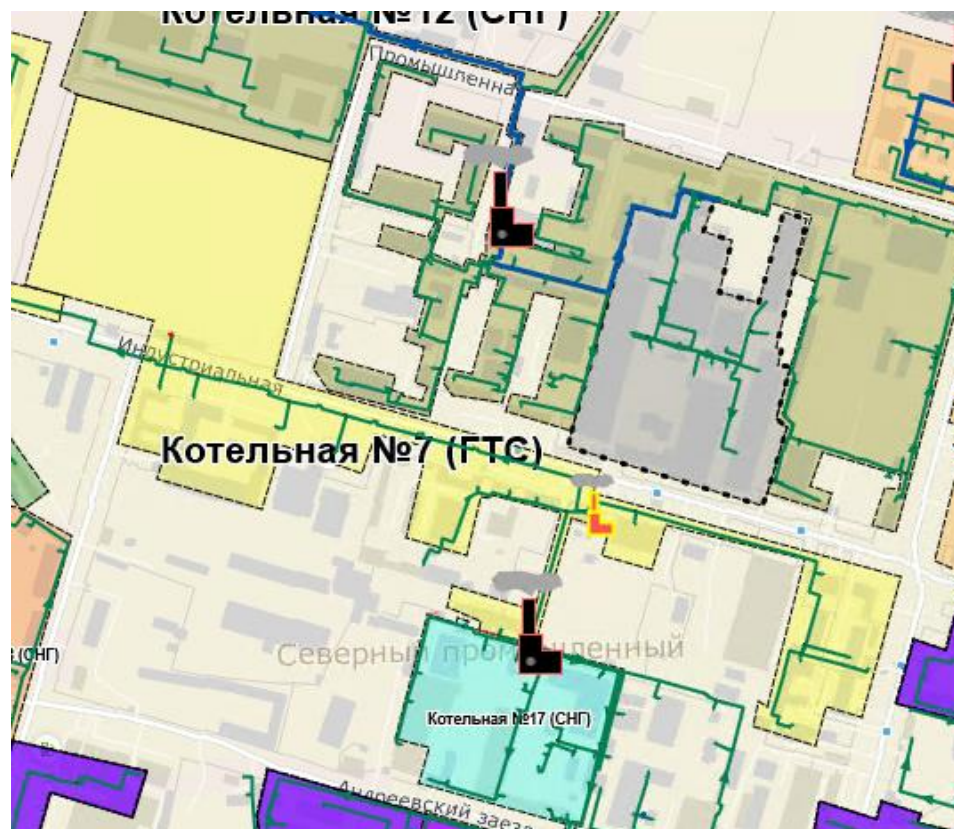 Котельная №12 (СНГ)
Промышленна
Индустриальная
Котельная №7 (ГТС)
(СНГ)
Северный промышленный
Котельная №17 (СНГ)
Андреевский заезд